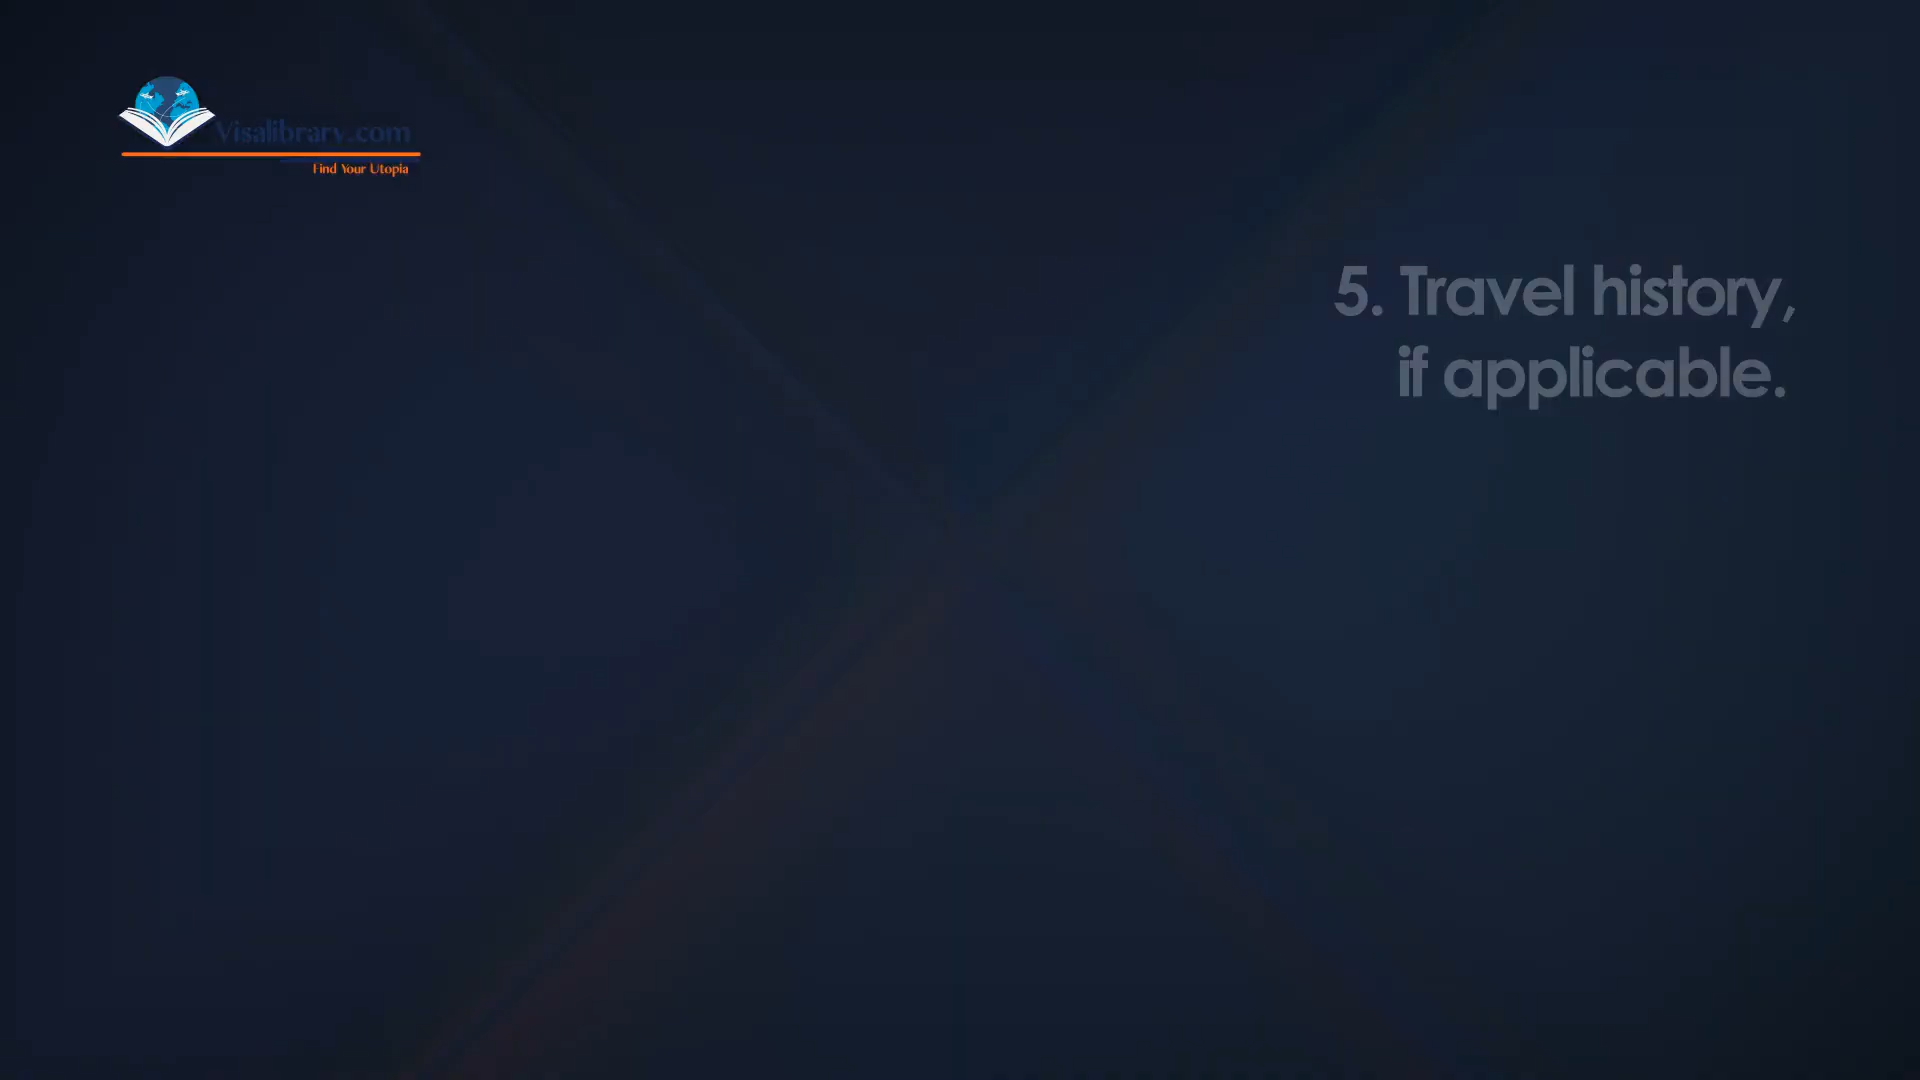 Visalibrary.com
Find Your Utopia
5. Travel history,
if applicable.